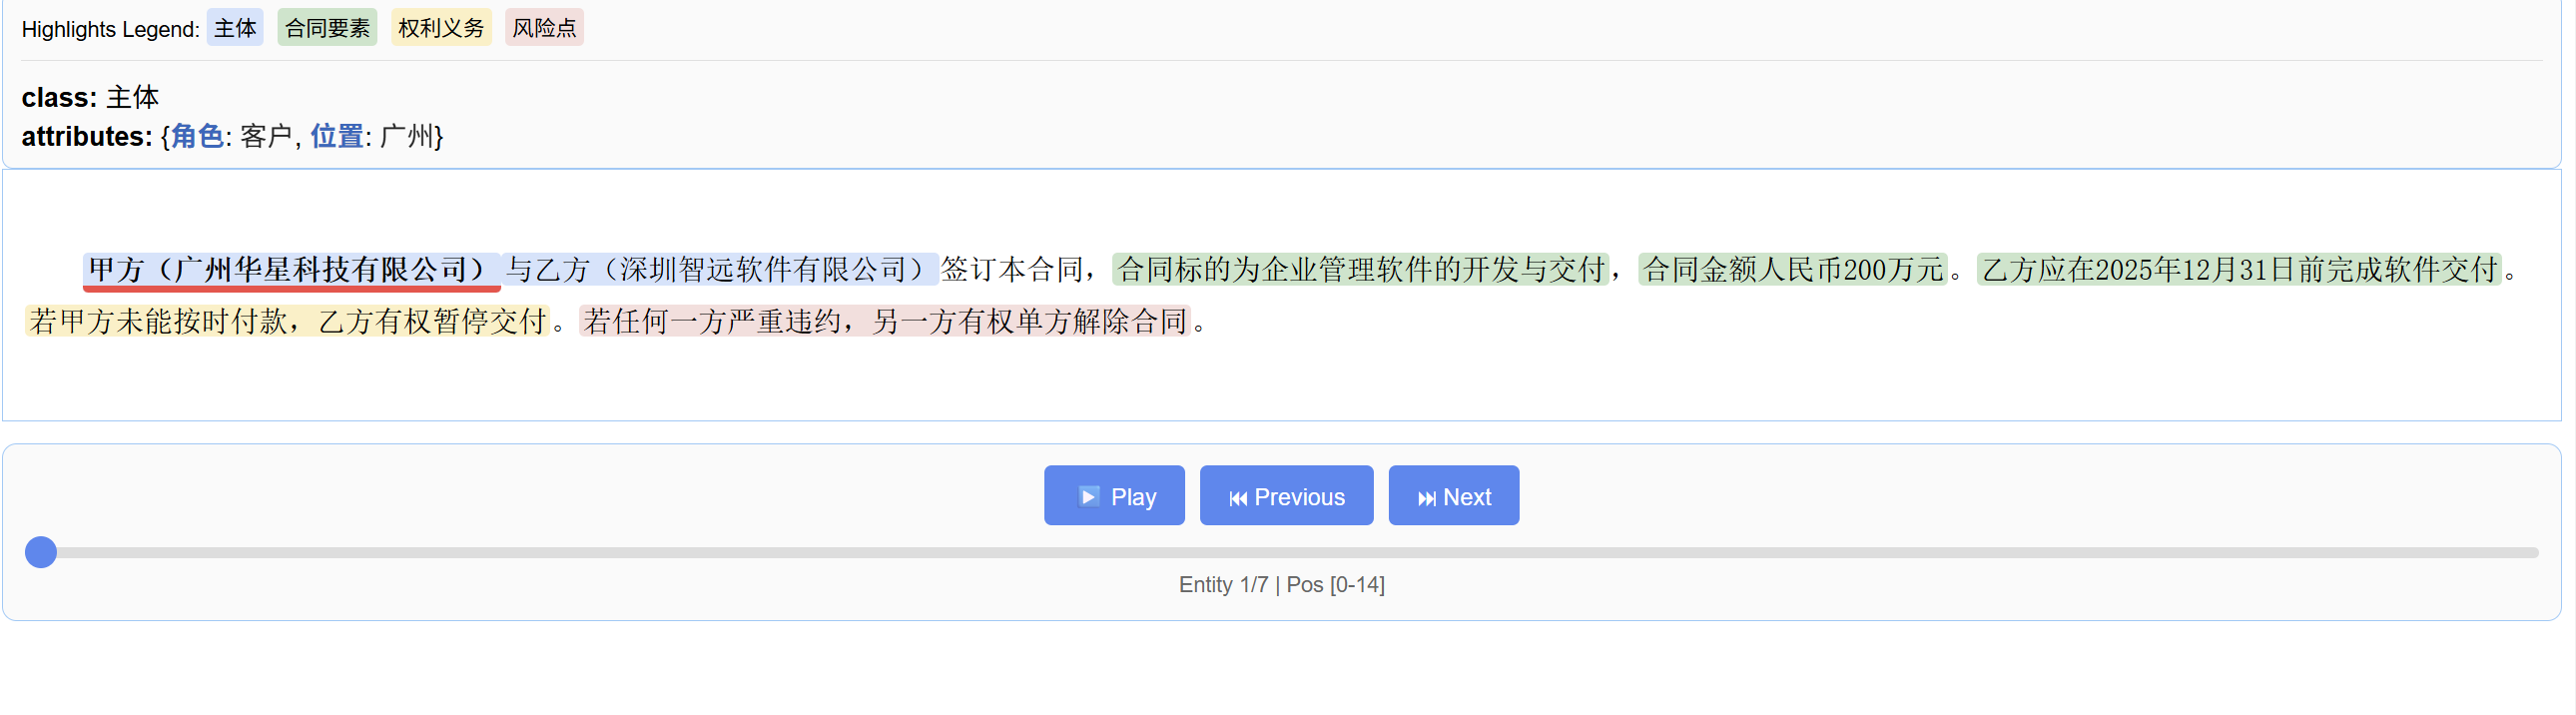 Highlights Legend: 主体 合同要素 权利义务 风险点
class: 主体
attributes: {角色: 客户, 位置: 广州}
甲方（广州华星科技有限公司）与乙方（深圳智远软件有限公司）签订本合同，合同标的为企业管理软件的开发与交付，合同金额人民币200万元。乙方应在2025年12月31日前完成软件交付。
若甲方未能按时付款，乙方有权暂停交付。若任何一方严重违约，另一方有权单方解除合同。
▶️ Play ⏮ Previous ⏭ Next
Entity 1/7 | Pos [0-14]